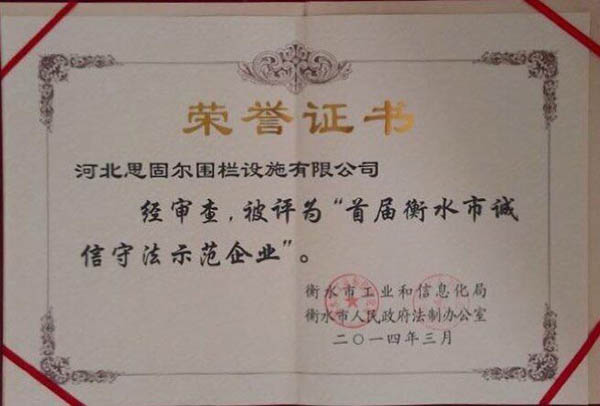 荣誉证书
河北思固尔围栏设施有限公司
经审查，被评为“首届衡水市诚
信守法示范企业”。
衡水市工业和信息化局
衡水市人民政府法制办公室
二〇一四年三月